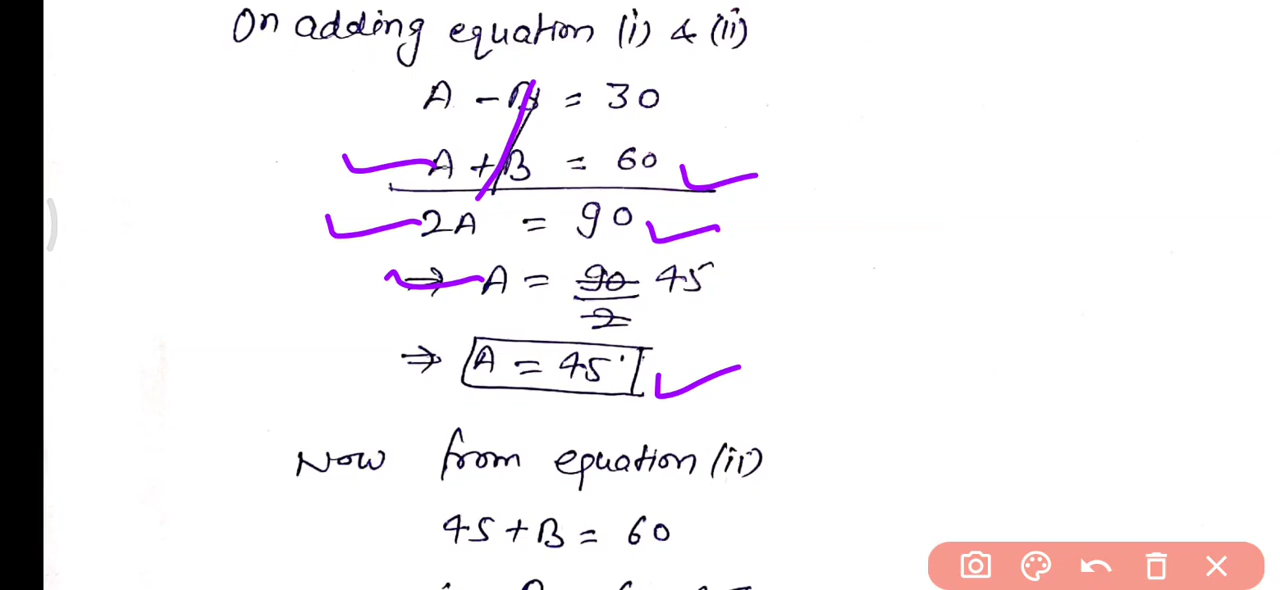 On adding equation (i) & (ii)
A - B = 30
A + B = 60
2A = 90
⇒ A = 90/2 45
⇒ A = 45°
Now from equation (ii)
45 + B = 60